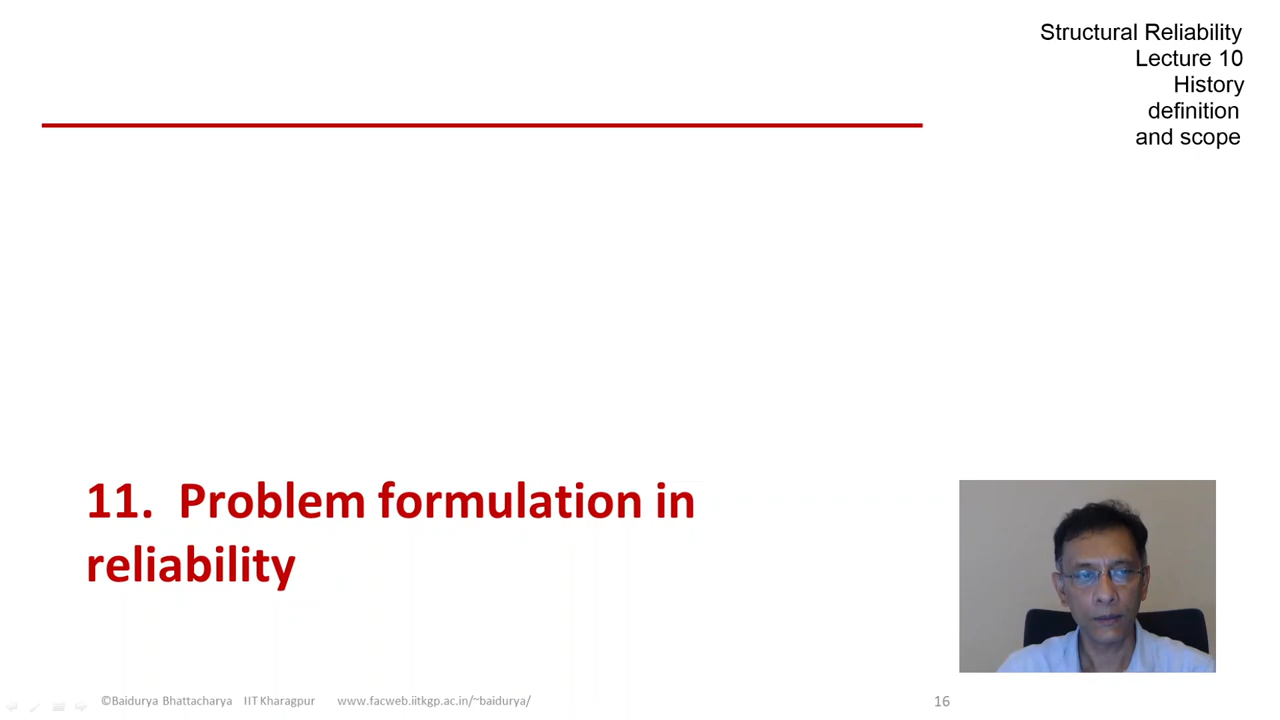 Structural Reliability
Lecture 10
History
definition
and scope
11. Problem formulation in
reliability
©Baidurya Bhattacharya IIT Kharagpur www.facweb.iitkgp.ac.in/~baidurya/
16